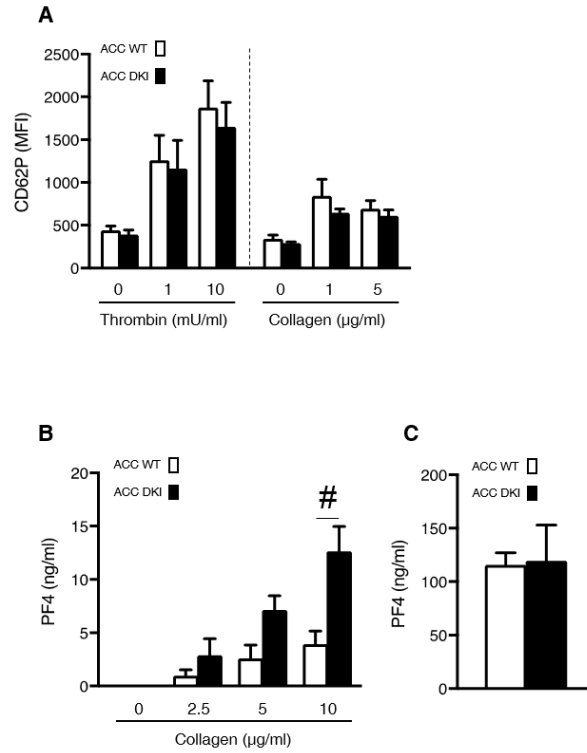 A
ACC WT
ACC DKI
2500
2000
1500
1000
500
0
CD62P (MFI)
0 1 10 0 1 5
Thrombin (mU/ml) Collagen (µg/ml)
B
ACC WT
ACC DKI
20
15
10
5
0
PF4 (ng/ml)
#
0 2.5 5 10
Collagen (µg/ml)
C
ACC WT
ACC DKI
200
150
100
50
0
PF4 (ng/ml)